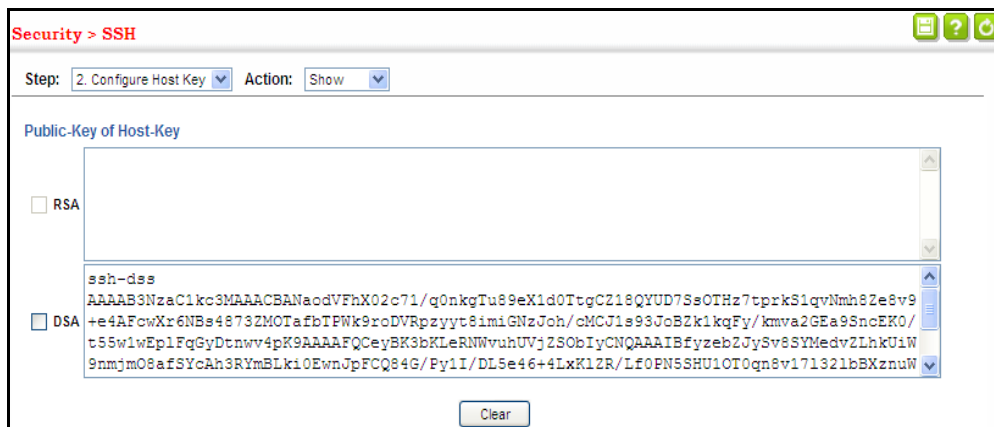 Security > SSH
Step: 2. Configure Host Key Action: Show
Public-Key of Host-Key
RSA
DSA
ssh-dss
AAAAB3NzaC1kc3MAAACBANaodVFhX02c71/q0nkgTu89eX1d0TtgCZ18QYUD7SsOTHz7tprkS1qvNmh8Ze8v9
+e4AFcwXr6NBs4873ZMOTafbTPWk9roDVRpzyyt8imiGNzJoh/cMCJ1s93JoBZk1kqFy/kmva2GEa9SncEK0/
t55w1wEplFqGyDtnwv4pK9AAAAFQCeyBK3bKLeRNWvuhUVjZSObIyCNQAAAIBfyzebZJySv8SYMedvZLhkUiW
9nmjmO8afSYcAh3RYmBLki0EwnJpFCQ84G/Py1I/DL5e46+4LxKlZR/Lf0PN5SHU1OT0qn8v17l32lbBXznuW
Clear